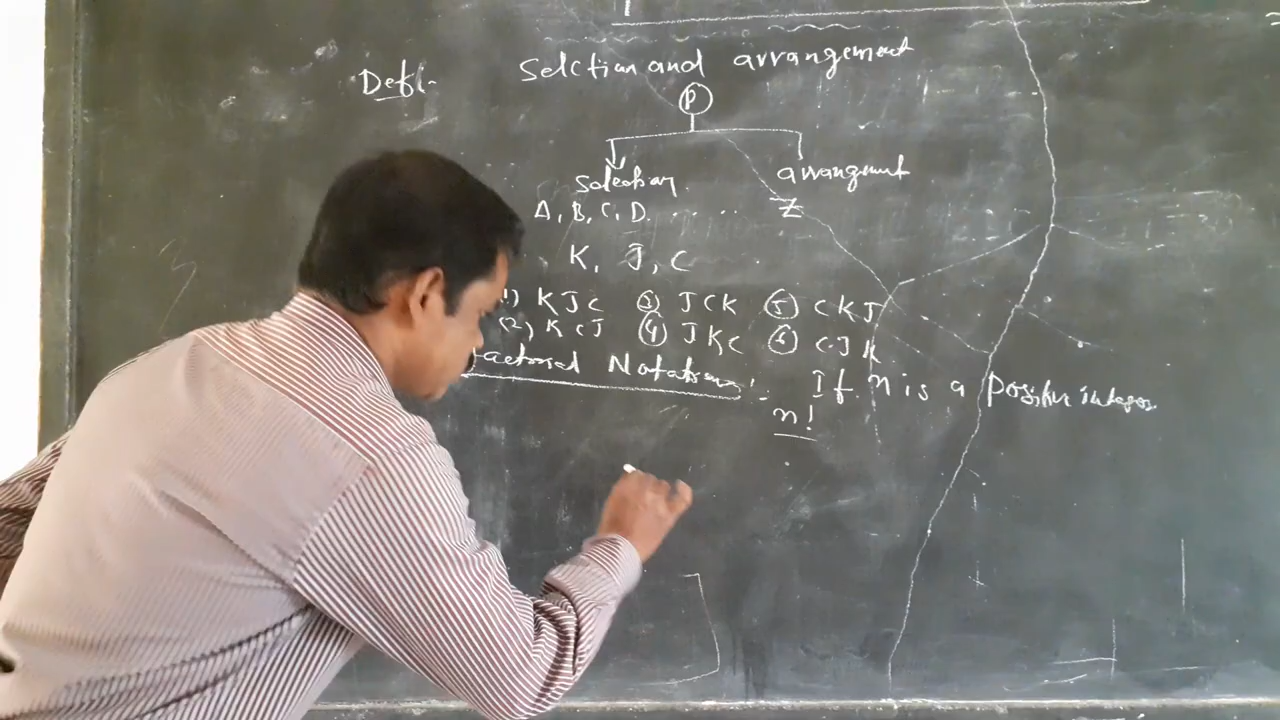 Defi:- Selction and arrangement
P
Selection arrangment
A, B, C, D. ..... Z
K, J, C
1) KJC ③ JCK ⑤ CKJ
(2) KCJ ④ JKC ⑥ CJK
actorial Notation :- If n is a Positive integer
n!